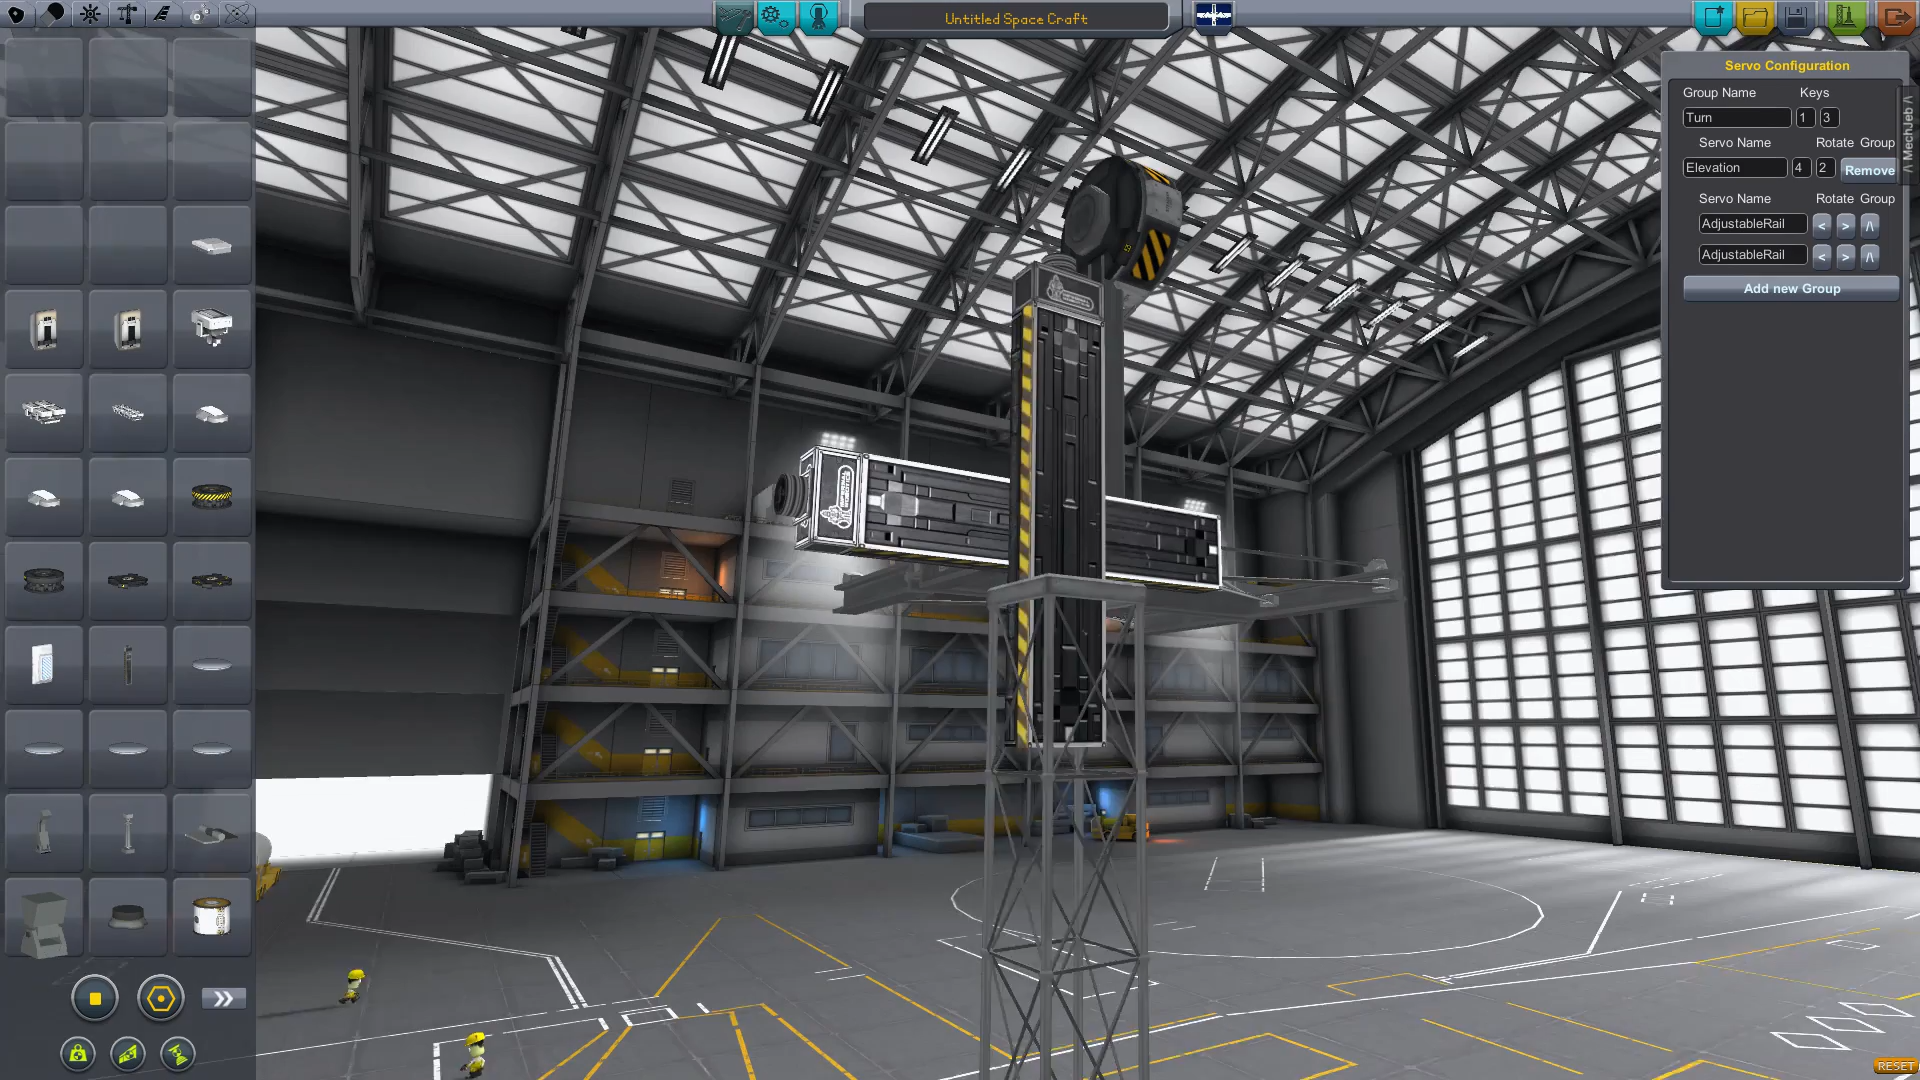 Untitled Space Craft
Servo Configuration
Group Name Keys
Turn 1 3
Servo Name Rotate Group
Elevation 4 2 Remove
Servo Name Rotate Group
AdjustableRail < > /\
AdjustableRail < > /\
Add new Group
/\ MechJeb /\
RESET